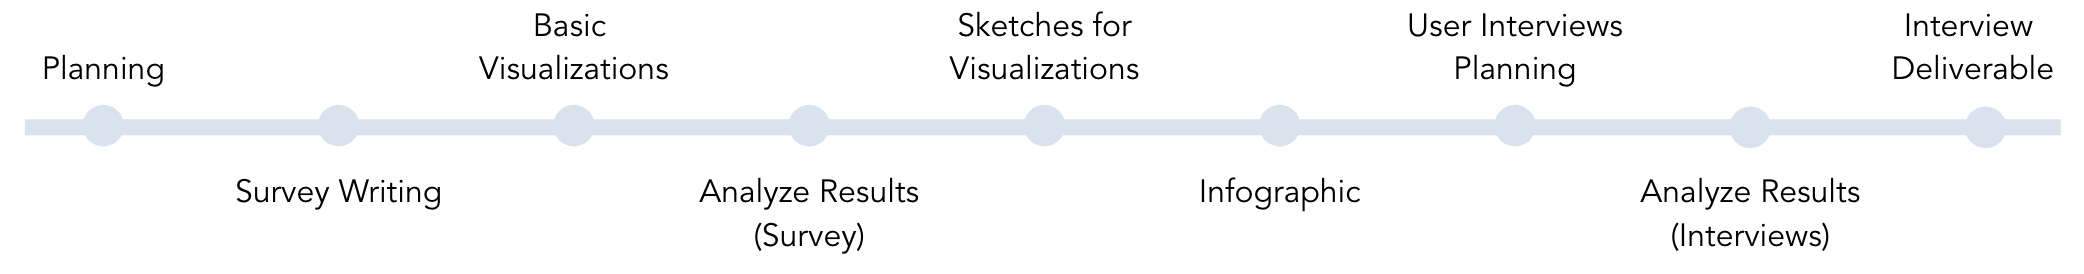 Planning
Survey Writing
Basic
Visualizations
Analyze Results
(Survey)
Sketches for
Visualizations
Infographic
User Interviews
Planning
Analyze Results
(Interviews)
Interview
Deliverable